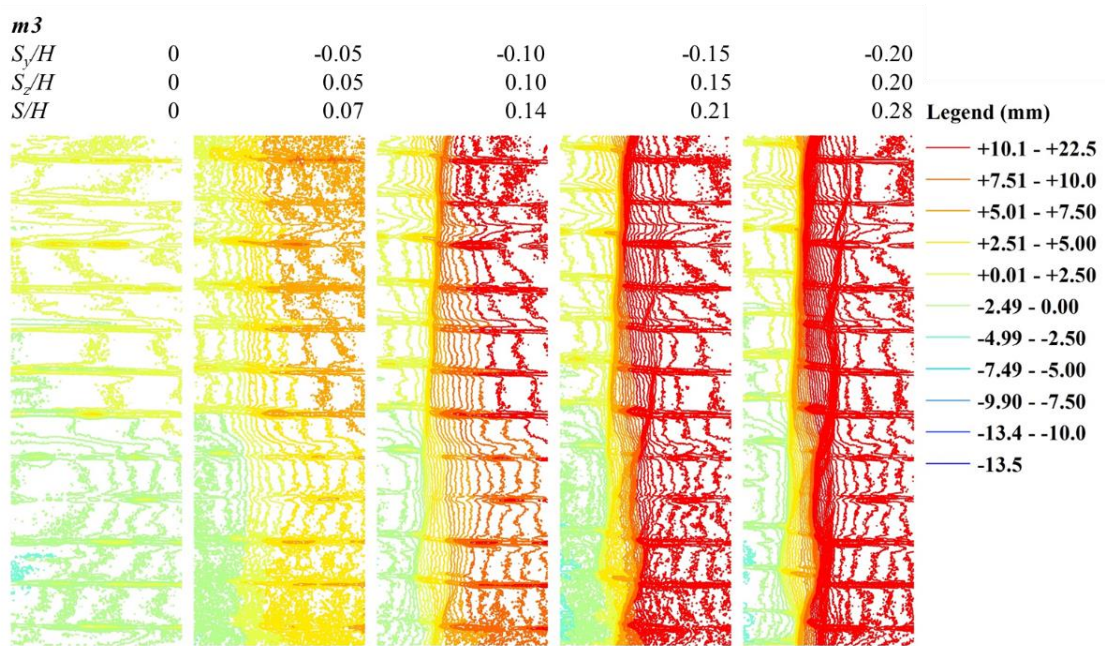 m3
S_y/H 0 -0.05 -0.10 -0.15 -0.20
S_z/H 0 0.05 0.10 0.15 0.20
S/H 0 0.07 0.14 0.21 0.28
Legend (mm)
+10.1 - +22.5
+7.51 - +10.0
+5.01 - +7.50
+2.51 - +5.00
+0.01 - +2.50
-2.49 - 0.00
-4.99 - -2.50
-7.49 - -5.00
-9.90 - -7.50
-13.4 - -10.0
-13.5